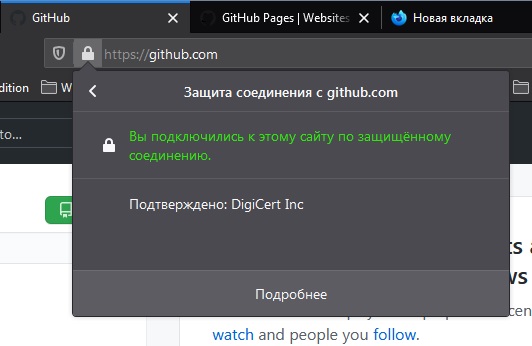 GitHub
GitHub Pages | Websites
Новая вкладка
https://github.com
dition
W
to...
Защита соединения с github.com
Вы подключились к этому сайту по защищённому
соединению.
Подтверждено: DigiCert Inc
Подробнее
watch and people you follow.